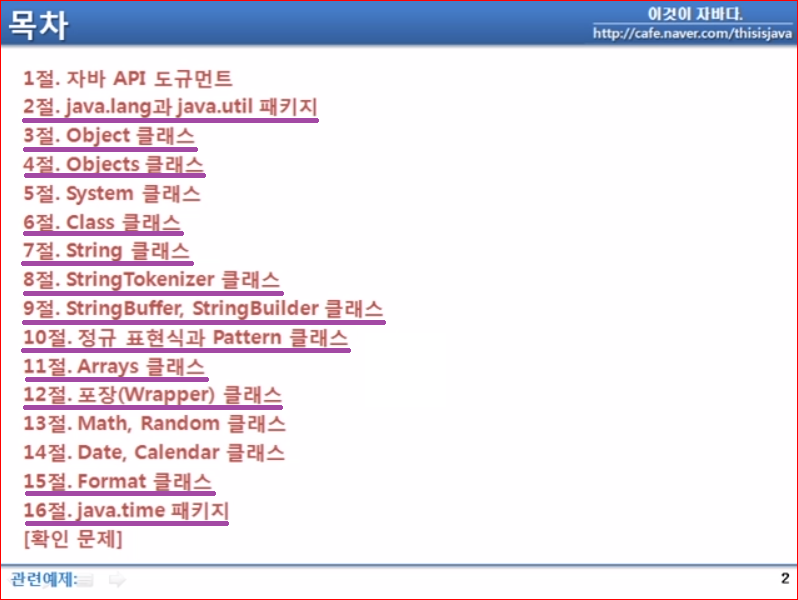 목차
이것이 자바다.
http://cafe.naver.com/thisisjava
1절. 자바 API 도큐먼트
2절. java.lang과 java.util 패키지
3절. Object 클래스
4절. Objects 클래스
5절. System 클래스
6절. Class 클래스
7절. String 클래스
8절. StringTokenizer 클래스
9절. StringBuffer, StringBuilder 클래스
10절. 정규 표현식과 Pattern 클래스
11절. Arrays 클래스
12절. 포장(Wrapper) 클래스
13절. Math, Random 클래스
14절. Date, Calendar 클래스
15절. Format 클래스
16절. java.time 패키지
[확인 문제]
관련예제:
2